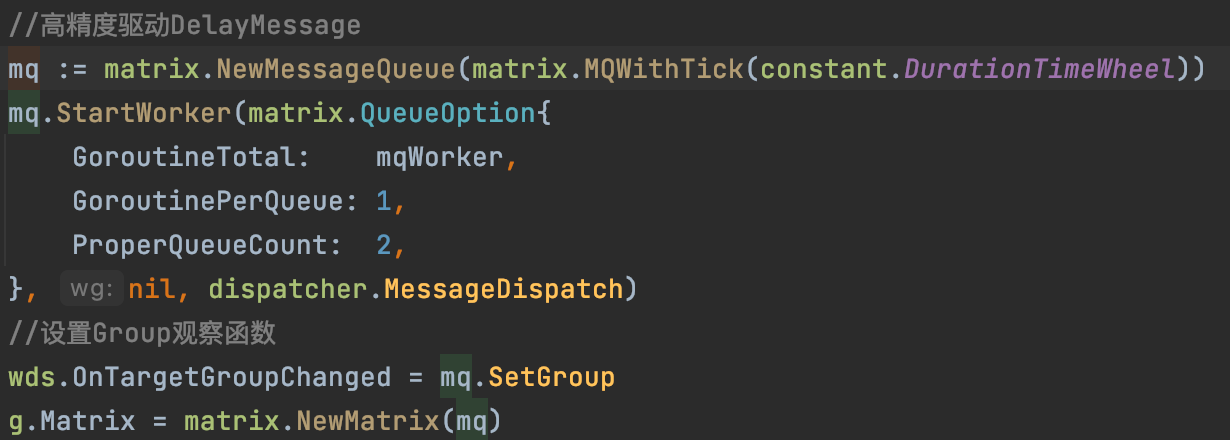 //高精度驱动DelayMessage
mq := matrix.NewMessageQueue(matrix.MQWithTick(constant.DurationTimeWheel))
mq.StartWorker(matrix.QueueOption{
    GoroutineTotal:    mqWorker,
    GoroutinePerQueue: 1,
    ProperQueueCount:  2,
}, wg: nil, dispatcher.MessageDispatch)
//设置Group观察函数
wds.OnTargetGroupChanged = mq.SetGroup
g.Matrix = matrix.NewMatrix(mq)